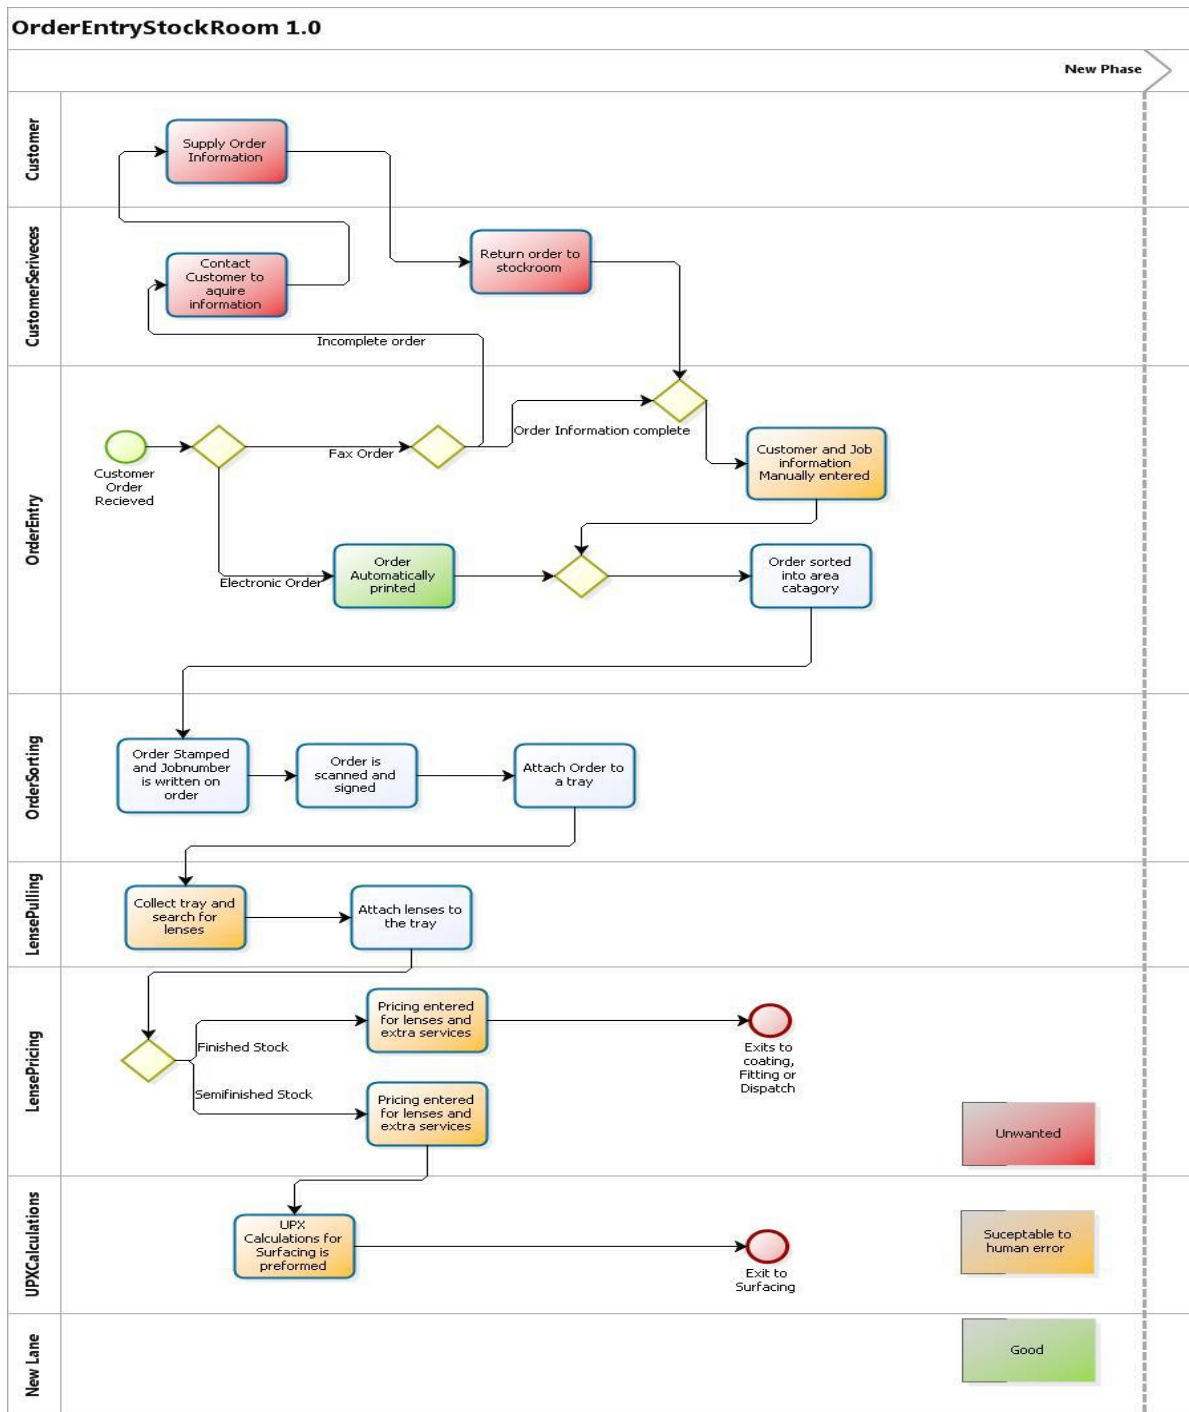 OrderEntryStockRoom 1.0
New Phase
Customer
Supply Order
Information
CustomerSeriveces
Contact
Customer to
aquire
information
Return order to
stockroom
Incomplete order
OrderEntry
Customer
Order
Recieved
Fax Order
Order Information complete
Customer and Job
information
Manually entered
Electronic Order
Order
Automatically
printed
Order sorted
into area
catagory
OrderSorting
Order Stamped
and Jobnumber
is written on
order
Order is
scanned and
signed
Attach Order to
a tray
LensePulling
Collect tray and
search for
lenses
Attach lenses to
the tray
LensePricing
Finished Stock
Semifinished Stock
Pricing entered
for lenses and
extra services
Pricing entered
for lenses and
extra services
Exits to
coating,
Fitting or
Dispatch
Unwanted
UPXCalculations
UPX
Calculations for
Surfacing is
preformed
Exit to
Surfacing
Suceptable to
human error
New Lane
Good